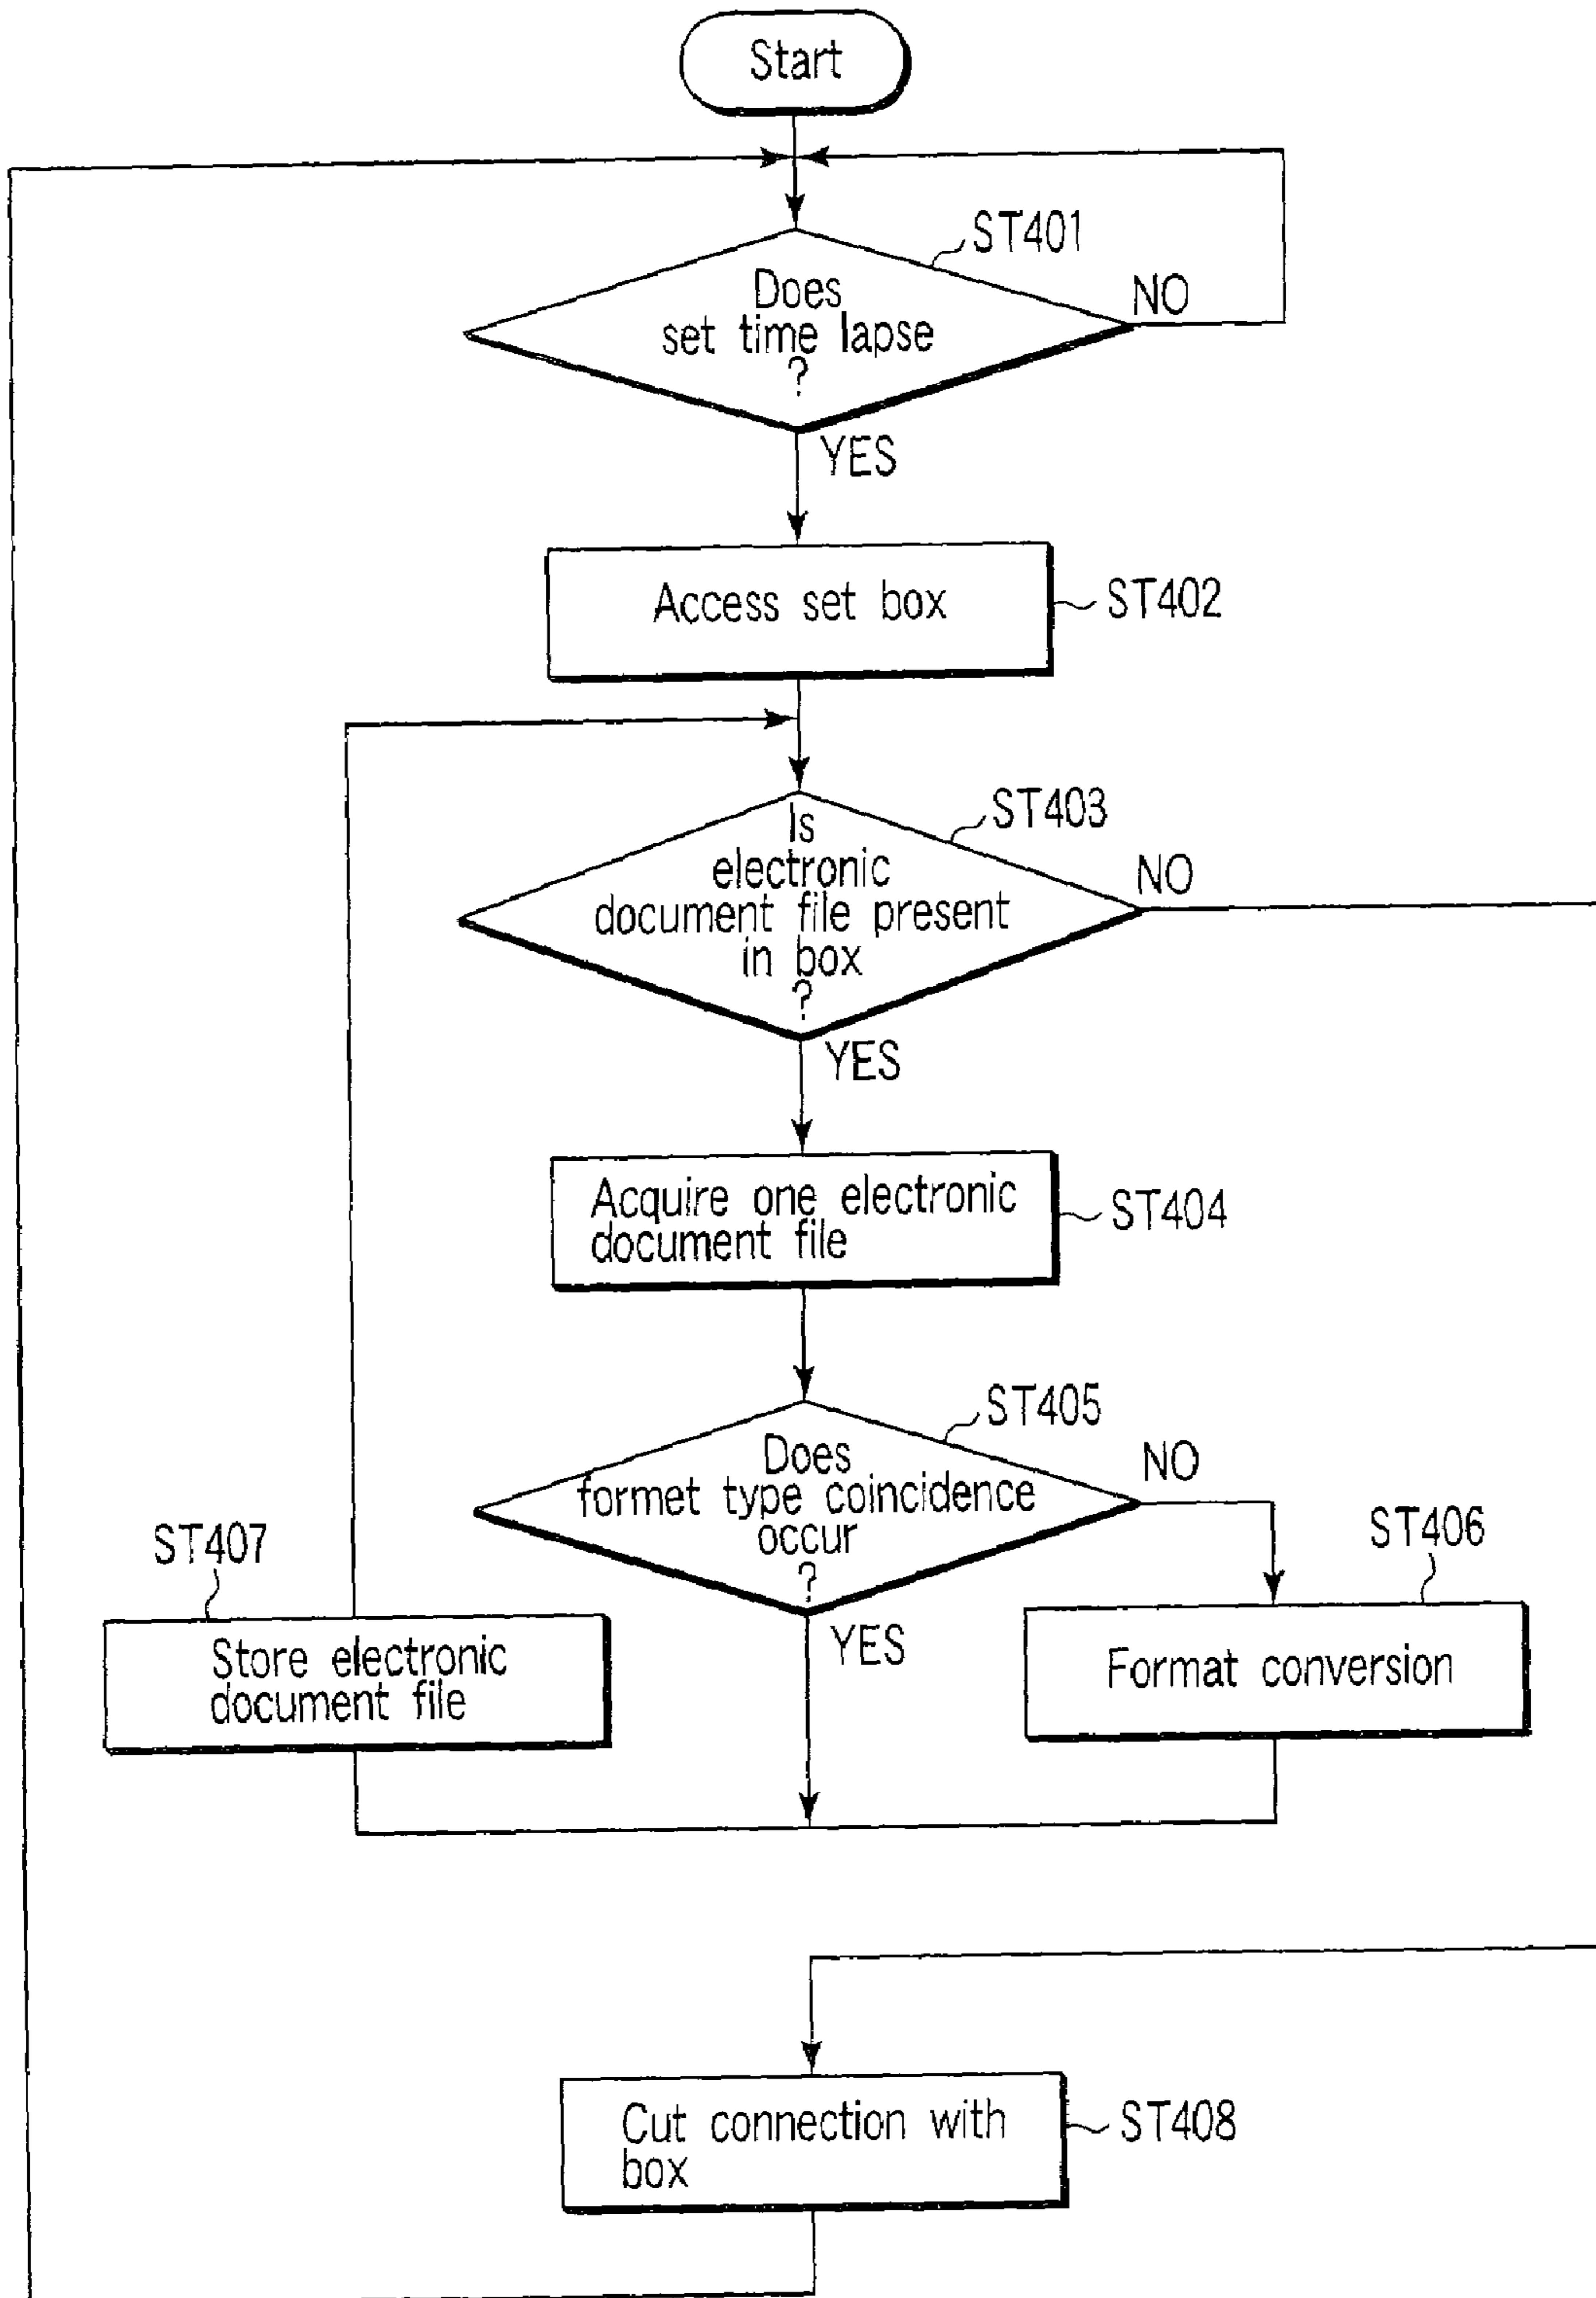 Start
ST401
Does
set time lapse
?
NO
YES
Access set box
ST402
ST403
Is
electronic
document file present
in box
?
NO
YES
Acquire one electronic
document file
ST404
ST405
Does
formet type coincidence
occur
?
NO
YES
ST407
Store electronic
document file
ST406
Format conversion
Cut connection with
box
ST408